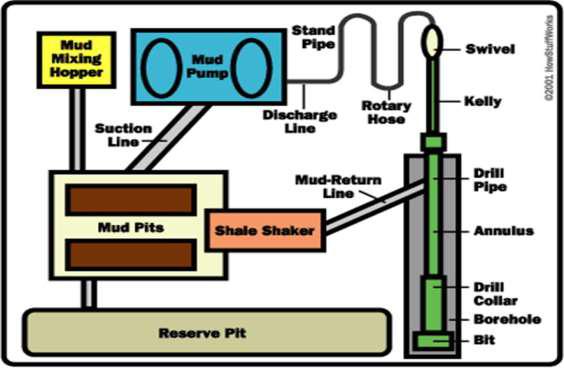 Mud
Mixing
Hopper
Mud
Pump
Stand
Pipe
Swivel
©2001 HowStuffWorks
Kelly
Suction
Line
Discharge
Line
Rotary
Hose
Mud-Return
Line
Drill
Pipe
Mud Pits
Shale Shaker
Annulus
Drill
Collar
Borehole
Reserve Pit
Bit